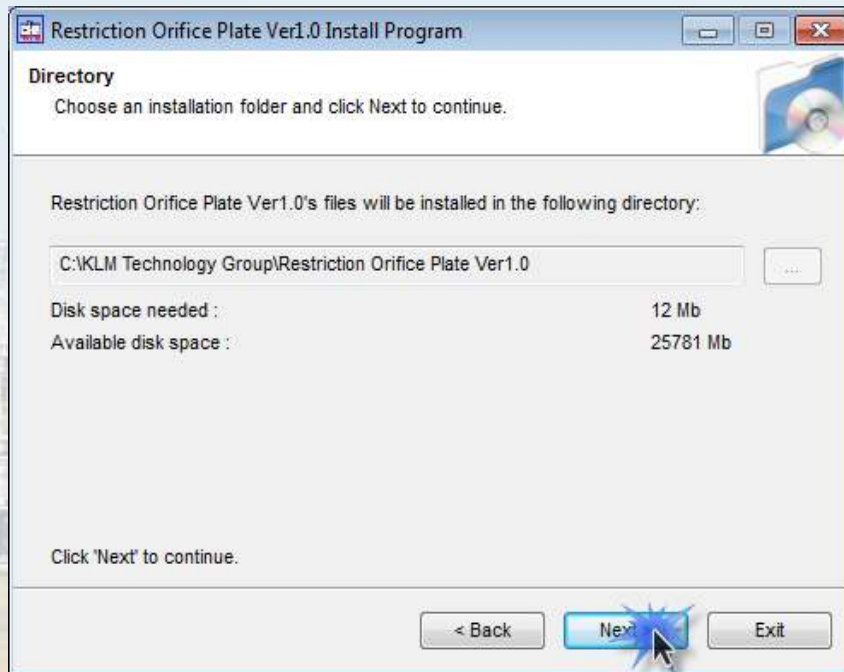 Restriction Orifice Plate Ver1.0 Install Program
Directory
Choose an installation folder and click Next to continue.
Restriction Orifice Plate Ver1.0's files will be installed in the following directory:
C:\KLM Technology Group\Restriction Orifice Plate Ver1.0
...
Disk space needed : 12 Mb
Available disk space : 25781 Mb
Click 'Next' to continue.
< Back Next Exit